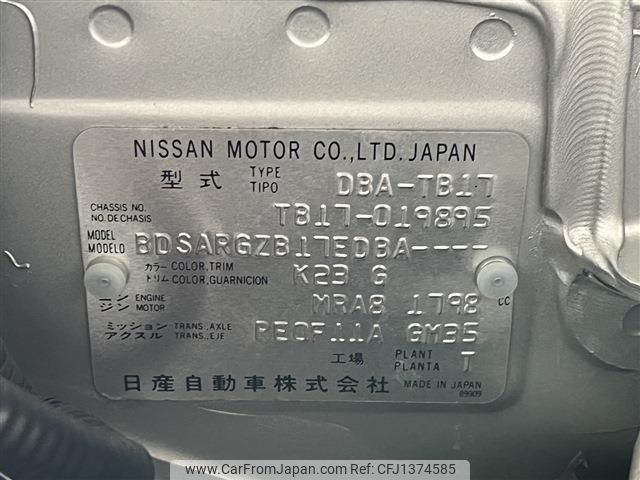 NISSAN MOTOR CO.,LTD. JAPAN
型式 TYPE TIPO DBA-TB17
CHASSIS NO. NO. DE CHASIS TB17-019895
MODEL MODELO BDSARGZB17EDBA----
カラー COLOR,TRIM トリム COLOR,GUARNICION K23 G
エンジン ENGINE MOTOR MRA8 1798 CC
ミッション TRANS.,AXLE アクスル TRANS.,EJE RE0F11A GM35
工場 PLANT PLANTA T
日産自動車株式会社 MADE IN JAPAN
89909
www.CarFromJapan.com - CFJ1374585